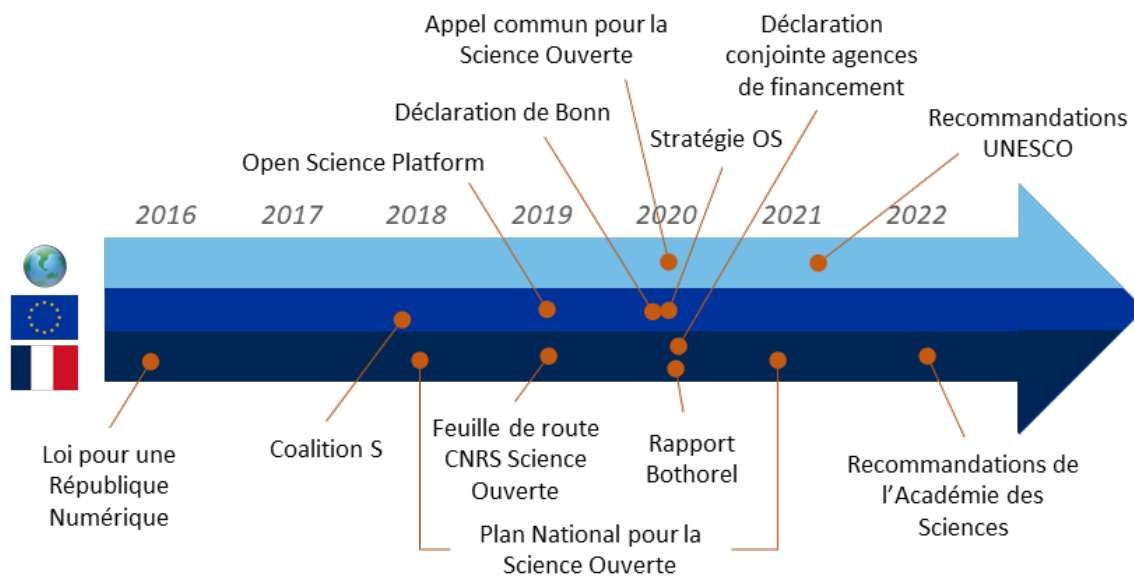 Appel commun pour la
Science Ouverte
Déclaration
conjointe agences
de financement
Déclaration de Bonn
Stratégie OS
Recommandations
UNESCO
Open Science Platform
2016 2017 2018 2019 2020 2021 2022
Loi pour une
République
Numérique
Coalition S
Feuille de route
CNRS Science
Ouverte
Rapport
Bothorel
Recommandations de
l’Académie des
Sciences
Plan National pour la
Science Ouverte